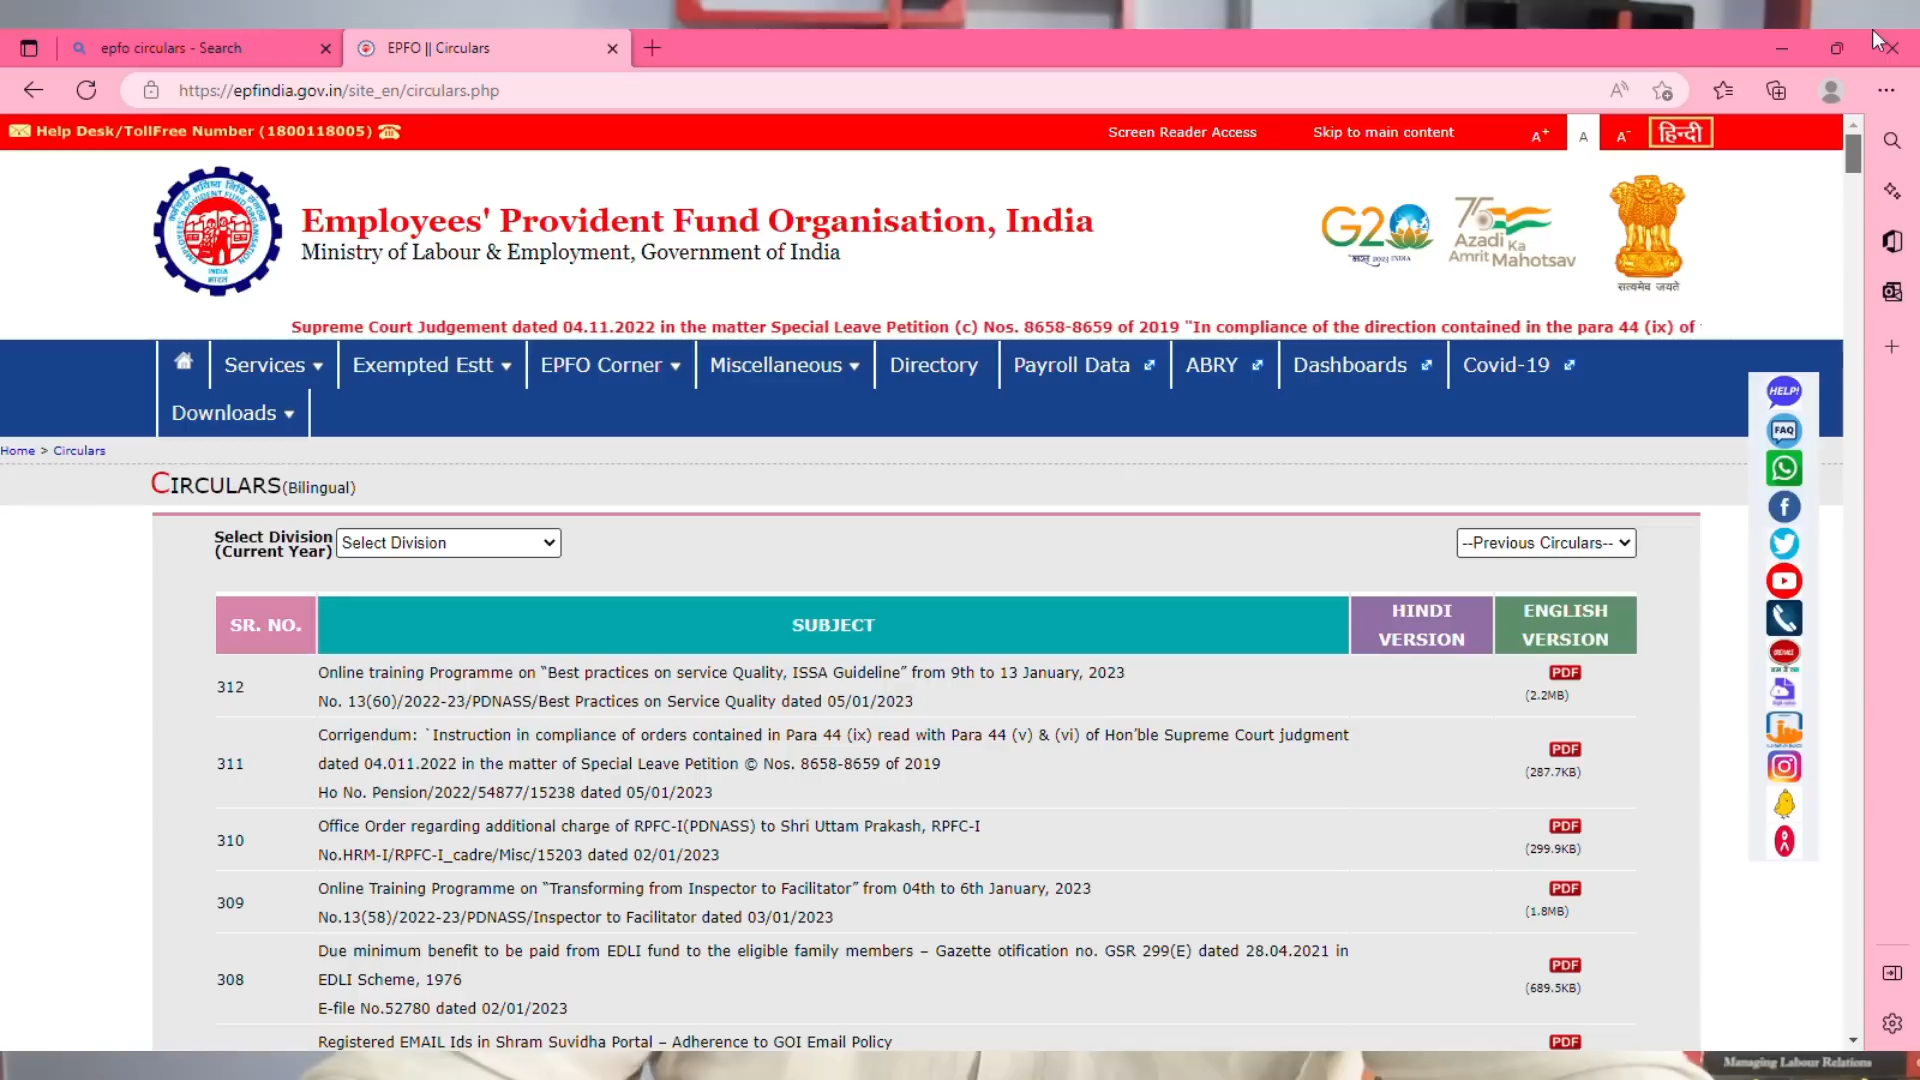 epfo circulars - Search
EPFO || Circulars
https://epfindia.gov.in/site_en/circulars.php
Help Desk/TollFree Number (1800118005)
Screen Reader Access
Skip to main content
A+
A
A-
हिन्दी
Employees' Provident Fund Organisation, India
Ministry of Labour & Employment, Government of India
INDIA
भारत
G20
भारत 2023 INDIA
75
Azadi Ka
Amrit Mahotsav
सत्यमेव जयते
Supreme Court Judgement dated 04.11.2022 in the matter Special Leave Petition (c) Nos. 8658-8659 of 2019 "In compliance of the direction contained in the para 44 (ix) of
Services
Exempted Estt
EPFO Corner
Miscellaneous
Directory
Payroll Data
ABRY
Dashboards
Covid-19
Downloads
HELP!
FAQ
Home > Circulars
CIRCULARS(Bilingual)
Select Division
(Current Year)
Select Division
--Previous Circulars--
SR. NO.
SUBJECT
HINDI
VERSION
ENGLISH
VERSION
312
Online training Programme on “Best practices on service Quality, ISSA Guideline” from 9th to 13 January, 2023
No. 13(60)/2022-23/PDNASS/Best Practices on Service Quality dated 05/01/2023
PDF
(2.2MB)
311
Corrigendum: `Instruction in compliance of orders contained in Para 44 (ix) read with Para 44 (v) & (vi) of Hon’ble Supreme Court judgment
dated 04.011.2022 in the matter of Special Leave Petition © Nos. 8658-8659 of 2019
Ho No. Pension/2022/54877/15238 dated 05/01/2023
PDF
(287.7KB)
310
Office Order regarding additional charge of RPFC-I(PDNASS) to Shri Uttam Prakash, RPFC-I
No.HRM-I/RPFC-I_cadre/Misc/15203 dated 02/01/2023
PDF
(299.9KB)
309
Online Training Programme on “Transforming from Inspector to Facilitator” from 04th to 6th January, 2023
No.13(58)/2022-23/PDNASS/Inspector to Facilitator dated 03/01/2023
PDF
(1.8MB)
308
Due minimum benefit to be paid from EDLI fund to the eligible family members – Gazette otification no. GSR 299(E) dated 28.04.2021 in
EDLI Scheme, 1976
E-file No.52780 dated 02/01/2023
PDF
(689.5KB)
Registered EMAIL Ids in Shram Suvidha Portal – Adherence to GOI Email Policy
PDF
Managing Labour Relations